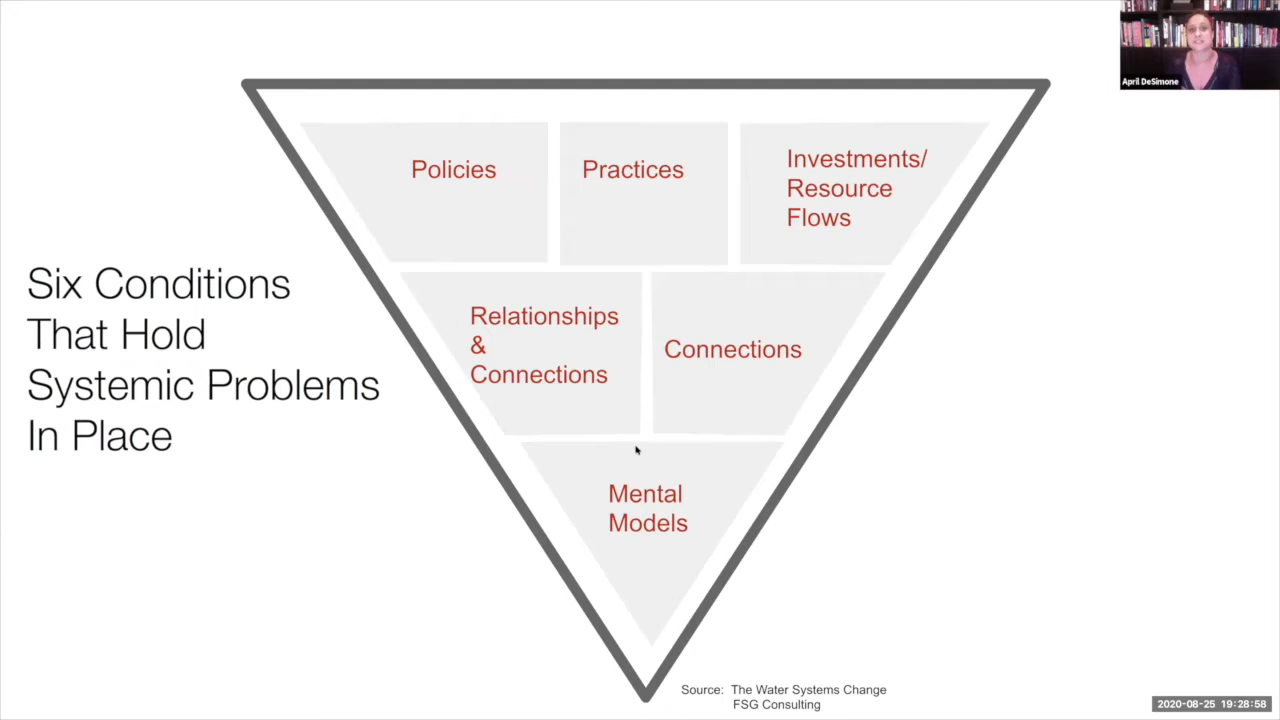 April DeSimone
Policies
Practices
Investments/
Resource
Flows
Six Conditions
That Hold
Systemic Problems
In Place
Relationships
&
Connections
Connections
Mental
Models
Source: The Water Systems Change
FSG Consulting
2020-08-25 19:28:58